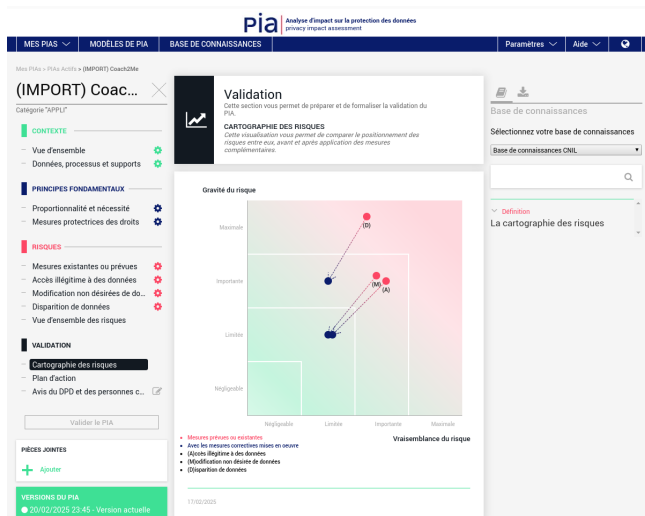 pia Analyse d'impact sur la protection des données
privacy impact assessment
MES PIAS MODÈLES DE PIA BASE DE CONNAISSANCES Paramètres Aide
Mes PIAs » PIAs Actifs » (IMPORT) Coach2Me
(IMPORT) Coac...
Catégorie "APPLI"
CONTEXTE
Vue d'ensemble
Données, processus et supports
PRINCIPES FONDAMENTAUX
Proportionnalité et nécessité
Mesures protectrices des droits
RISQUES
Mesures existantes ou prévues
Accès illégitime à des données
Modification non désirées de do...
Disparition de données
Vue d'ensemble des risques
VALIDATION
Cartographie des risques
Plan d'action
Avis du DPD et des personnes c...
Valider le PIA
PIÈCES JOINTES
Ajouter
VERSIONS DU PIA
20/02/2025 23:45 - Version actuelle
Validation
Cette section vous permet de préparer et de formaliser la validation du
PIA.
CARTOGRAPHIE DES RISQUES
Cette visualisation vous permet de comparer le positionnement des
risques entre eux, avant et après application des mesures
complémentaires.
Gravité du risque
Maximale
(D)
Importante
(M)
(A)
Limitée
Négligeable
Négligeable Limitée Importante Maximale
Vraisemblance du risque
Mesures prévues ou existantes
Avec les mesures correctives mises en oeuvre
(A)ccès illégitime à des données
(M)odification non désirée de données
(D)isparition de données
17/02/2025
Base de connaissances
Sélectionnez votre base de connaissances
Base de connaissances CNIL
Définition
La cartographie des risques